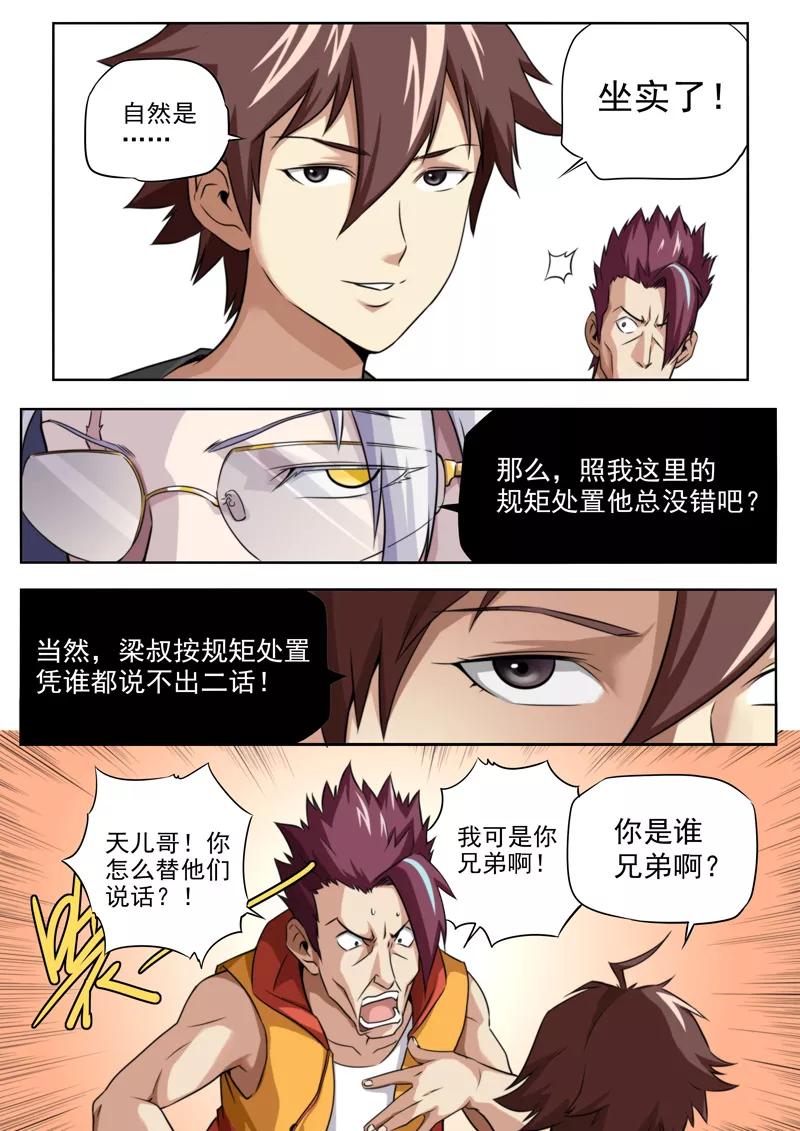 自然是
……
坐实了！
那么，照我这里的
规矩处置他总没错吧？
当然，梁叔按规矩处置
凭谁都说不出二话！
天儿哥！你
怎么替他们
说话？！
我可是你
兄弟啊！
你是谁
兄弟啊？